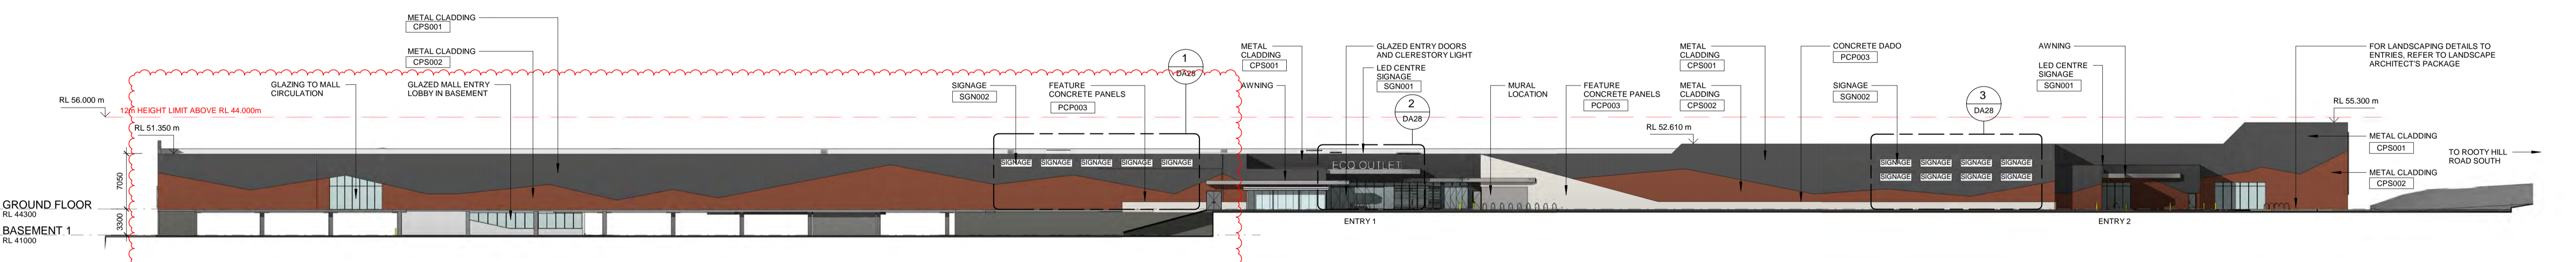 METAL CLADDING
CPS001
METAL CLADDING
CPS002
GLAZING TO MALL
CIRCULATION
GLAZED MALL ENTRY
LOBBY IN BASEMENT
RL 56.000 m
12m HEIGHT LIMIT ABOVE RL 44.000m
RL 51.350 m
7050
3300
GROUND FLOOR
RL 44300
BASEMENT 1
RL 41000
SIGNAGE
SGN002
FEATURE
CONCRETE PANELS
PCP003
1
DA28
SIGNAGE
SIGNAGE
SIGNAGE
SIGNAGE
SIGNAGE
METAL
CLADDING
CPS001
AWNING
GLAZED ENTRY DOORS
AND CLERESTORY LIGHT
LED CENTRE
SIGNAGE
SGN001
2
DA28
ECO OUTLET
ENTRY 1
MURAL
LOCATION
FEATURE
CONCRETE PANELS
PCP003
METAL
CLADDING
CPS001
METAL
CLADDING
CPS002
RL 52.610 m
CONCRETE DADO
PCP003
SIGNAGE
SGN002
3
DA28
SIGNAGE
SIGNAGE
SIGNAGE
SIGNAGE
SIGNAGE
SIGNAGE
SIGNAGE
SIGNAGE
AWNING
LED CENTRE
SIGNAGE
SGN001
ENTRY 2
FOR LANDSCAPING DETAILS TO
ENTRIES, REFER TO LANDSCAPE
ARCHITECT'S PACKAGE
RL 55.300 m
METAL CLADDING
CPS001
METAL CLADDING
CPS002
TO ROOTY HILL
ROAD SOUTH